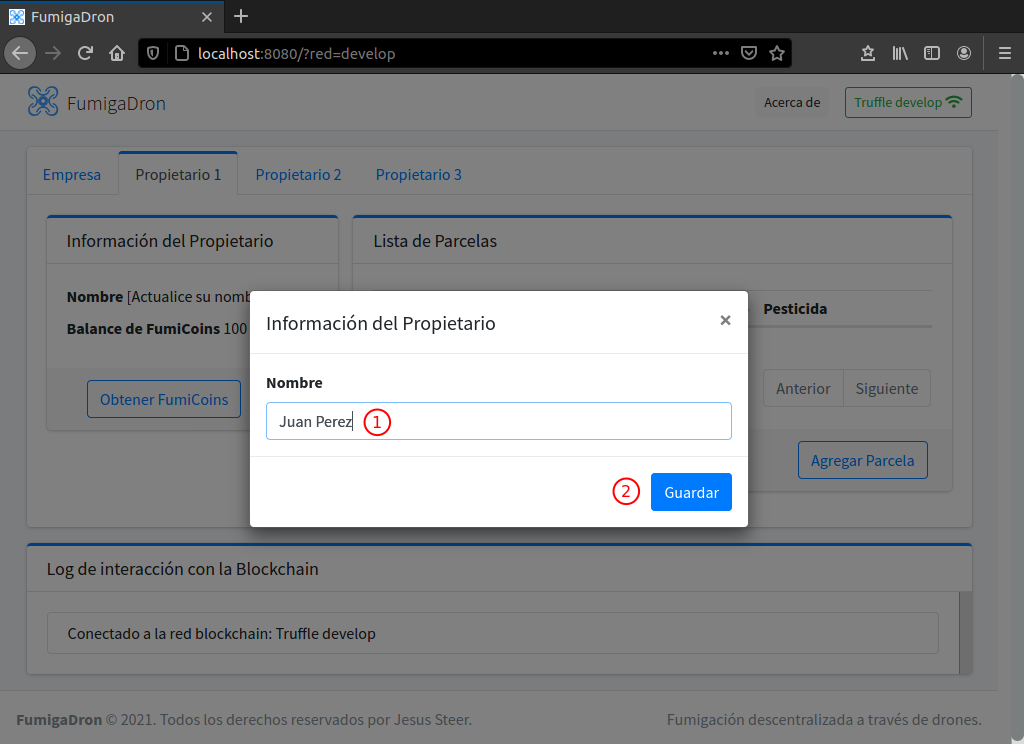 FumigaDron
localhost:8080/?red=develop
FumigaDron
Acerca de
Truffle develop
Empresa
Propietario 1
Propietario 2
Propietario 3
Información del Propietario
Lista de Parcelas
Nombre [Actualice su nomb
Pesticida
Balance de FumiCoins 100
Obtener FumiCoins
Anterior
Siguiente
Agregar Parcela
Información del Propietario
×
Nombre
Juan Perez
1
2
Guardar
Log de interacción con la Blockchain
Conectado a la red blockchain: Truffle develop
FumigaDron © 2021. Todos los derechos reservados por Jesus Steer.
Fumigación descentralizada a través de drones.